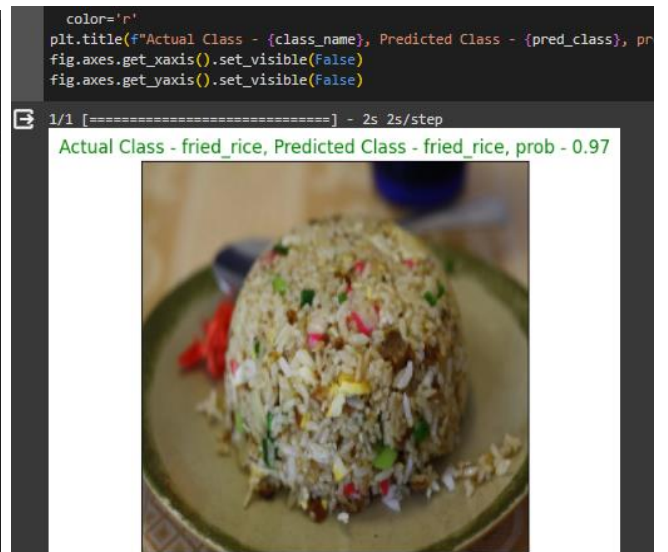 color='r'
plt.title(f"Actual Class - {class_name}, Predicted Class - {pred_class}, pr
fig.axes.get_xaxis().set_visible(False)
fig.axes.get_yaxis().set_visible(False)
1/1 [==============================] - 2s 2s/step
Actual Class - fried_rice, Predicted Class - fried_rice, prob - 0.97